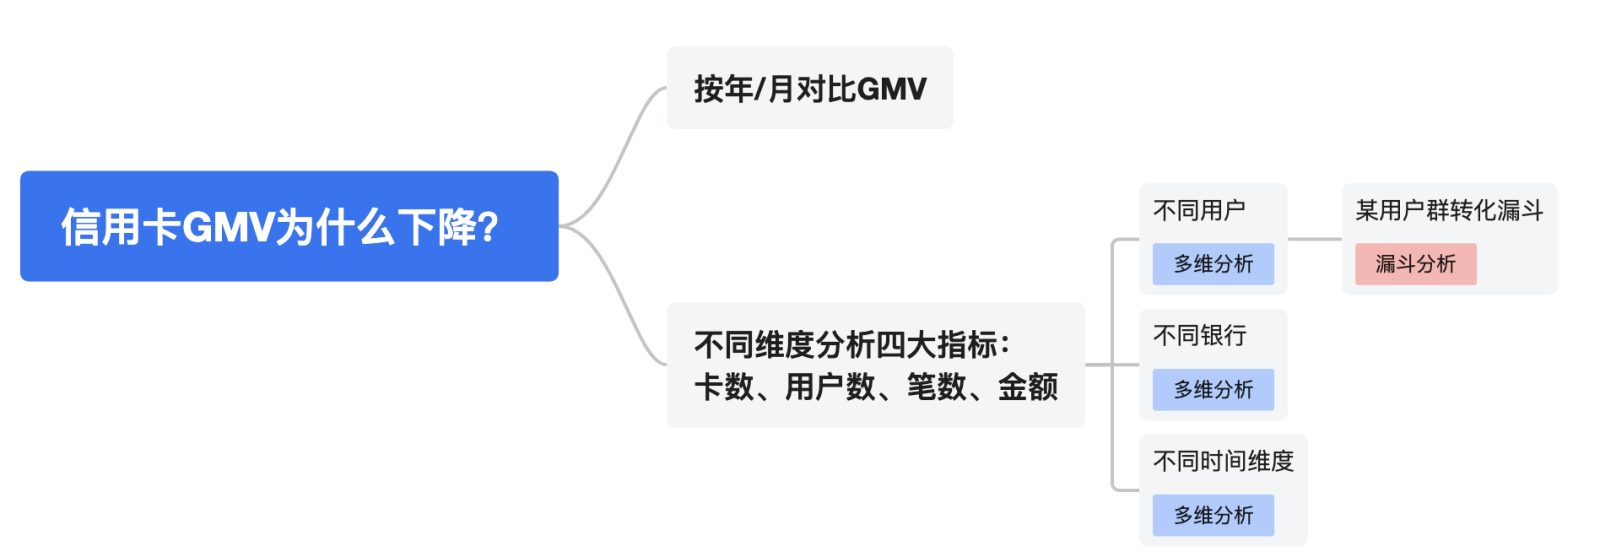 信用卡GMV为什么下降?
按年/月对比GMV
不同维度分析四大指标：
卡数、用户数、笔数、金额
不同用户
多维分析
某用户群转化漏斗
漏斗分析
不同银行
多维分析
不同时间维度
多维分析